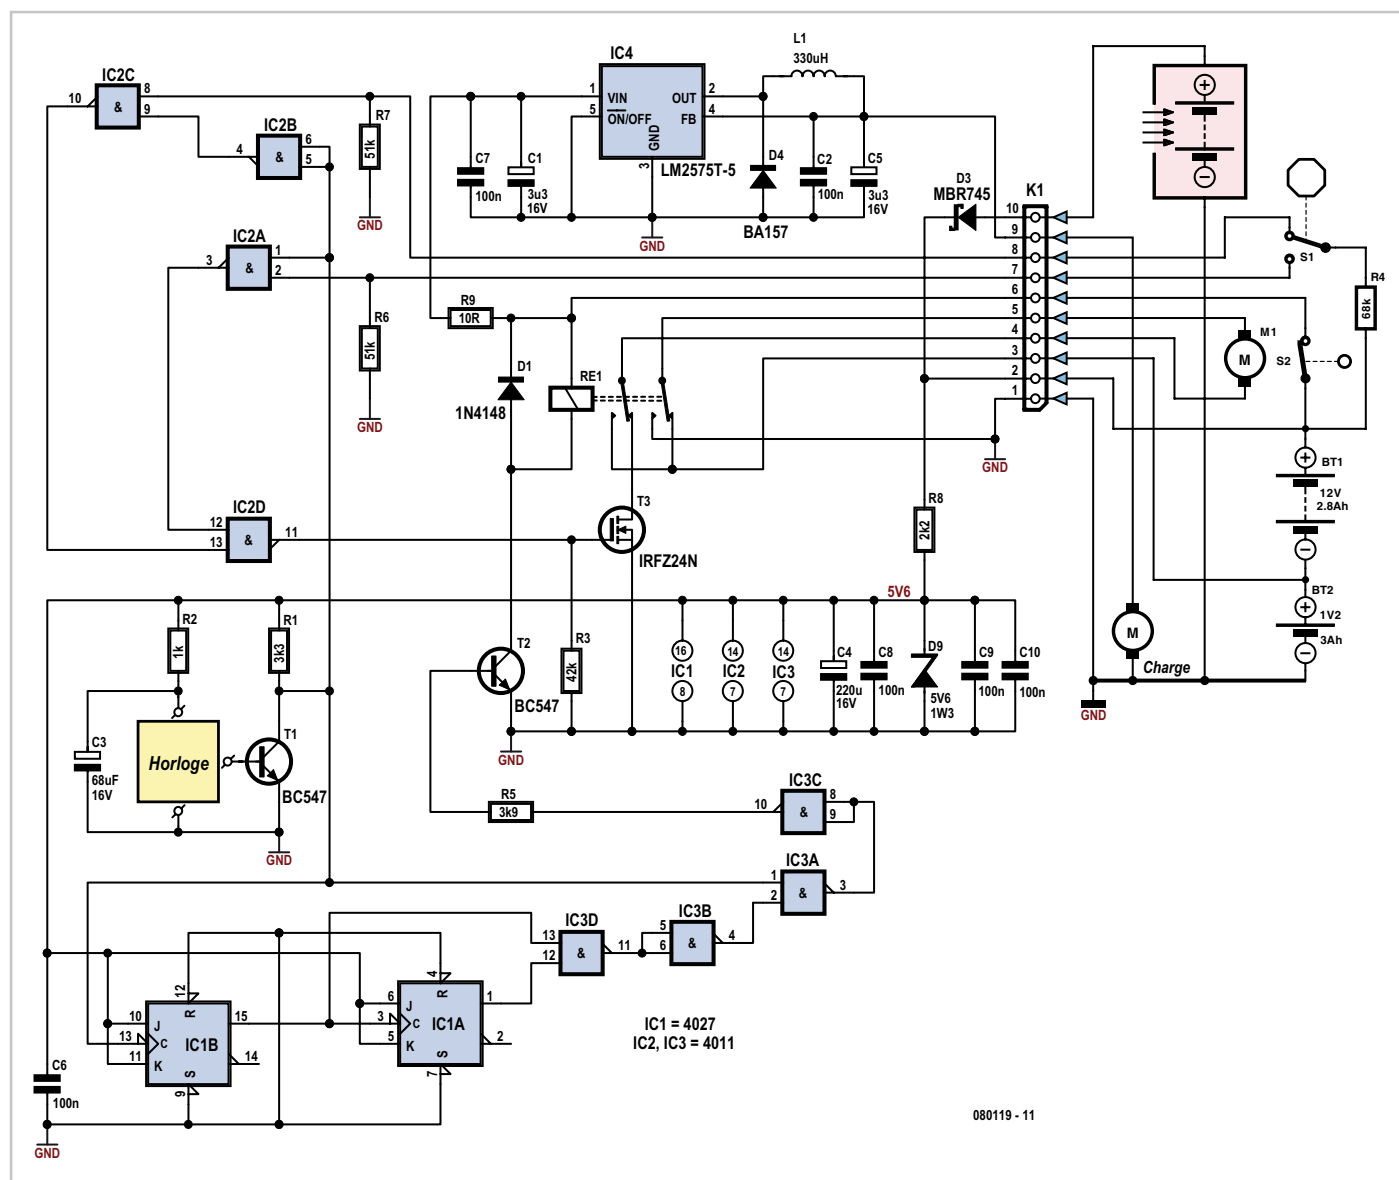 IC2C
10
&
8
9
IC2B
4
&
6
5
R7
51k
GND
IC4
1
VIN
OUT
2
5
ON/OFF
FB
4
GND
3
LM2575T-5
GND
C7
100n
C1
3u3
16V
L1
330uH
D4
BA157
C2
100n
C5
3u3
16V
D3
MBR745
K1
10
9
8
7
6
5
4
3
2
1
GND
S1
R4
68k
M1
M
S2
BT1
12V
2.8Ah
BT2
1V2
3Ah
M
Charge
GND
IC2A
3
&
1
2
R6
51k
GND
R9
10R
D1
1N4148
RE1
IC2D
12
13
&
11
T3
IRFZ24N
R8
2k2
5V6
R2
1k
R1
3k3
T2
BC547
R3
42k
GND
16
IC1
8
14
IC2
7
14
IC3
7
C4
220u
16V
C8
100n
D9
5V6
1W3
C9
100n
C10
100n
C3
68uF
16V
Horloge
T1
BC547
GND
R5
3k9
IC3C
10
&
8
9
IC3A
1
2
&
3
IC3D
13
12
&
11
IC3B
5
6
&
4
12
R
10
J
13
C
11
K
IC1B
15
14
S
9
4
R
6
J
3
C
5
K
IC1A
1
2
S
7
IC1 = 4027
IC2, IC3 = 4011
C6
100n
GND
080119 - 11